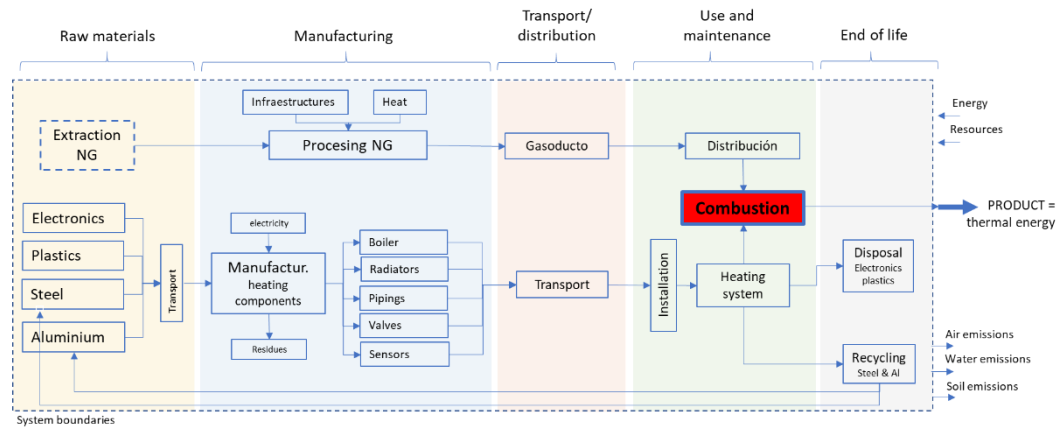 Raw materials
Manufacturing
Transport/
distribution
Use and
maintenance
End of life
Infraestructures
Heat
Extraction
NG
Procesing NG
Gasoducto
Distribución
Energy
Resources
Combustion
PRODUCT =
thermal energy
Electronics
Plastics
Steel
Aluminium
Transport
electricity
Manufactur.
heating
components
Residues
Boiler
Radiators
Pipings
Valves
Sensors
Transport
Installation
Heating
system
Disposal
Electronics
plastics
Recycling
Steel & Al
Air emissions
Water emissions
Soil emissions
System boundaries